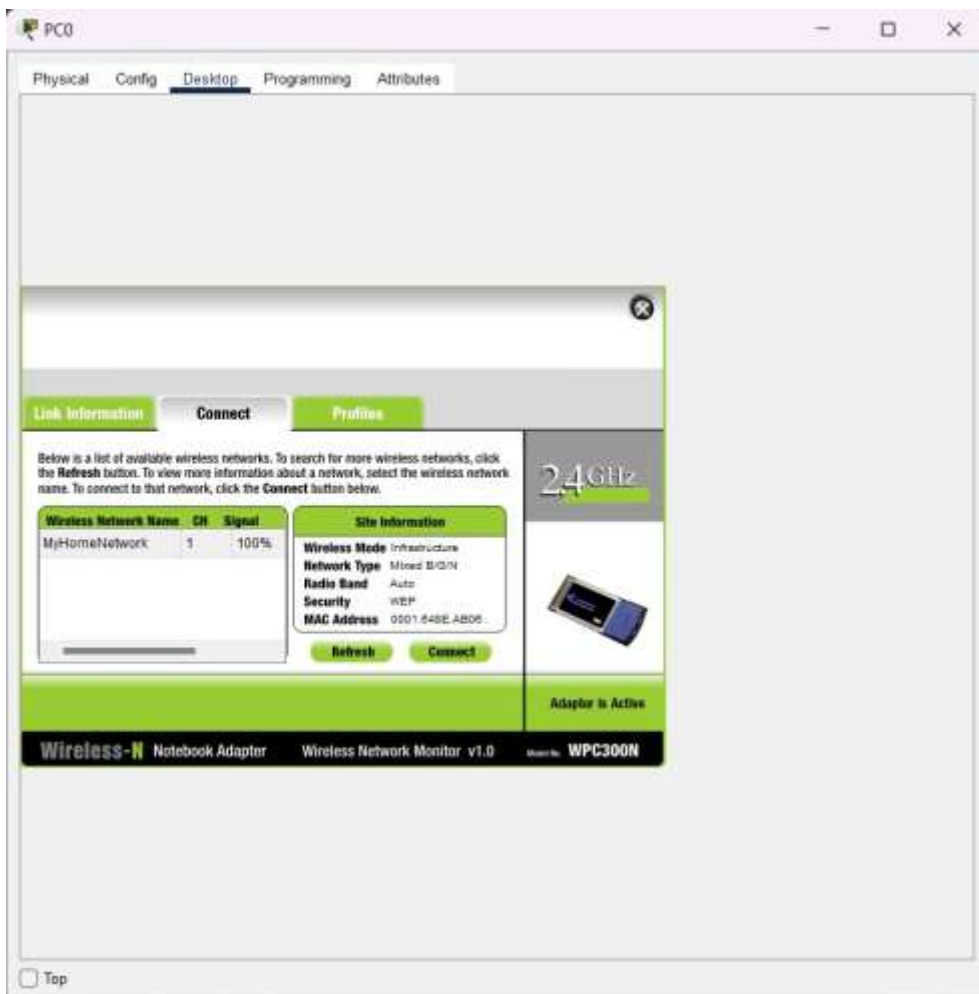 PC0
Physical Config Desktop Programming Attributes
Link Information Connect Profiles
Below is a list of available wireless networks. To search for more wireless networks, click
the Refresh button. To view more information about a network, select the wireless network
name. To connect to that network, click the Connect button below.
2.4GHz
Wireless Network Name CH Signal
MyHomeNetwork 1 100%
Site Information
Wireless Mode Infrastructure
Network Type Mixed B/G/N
Radio Band Auto
Security WEP
MAC Address 0001.648E.AB06
Refresh Connect
Adapter is Active
Wireless-N Notebook Adapter Wireless Network Monitor v1.0 Model No. WPC300N
Top